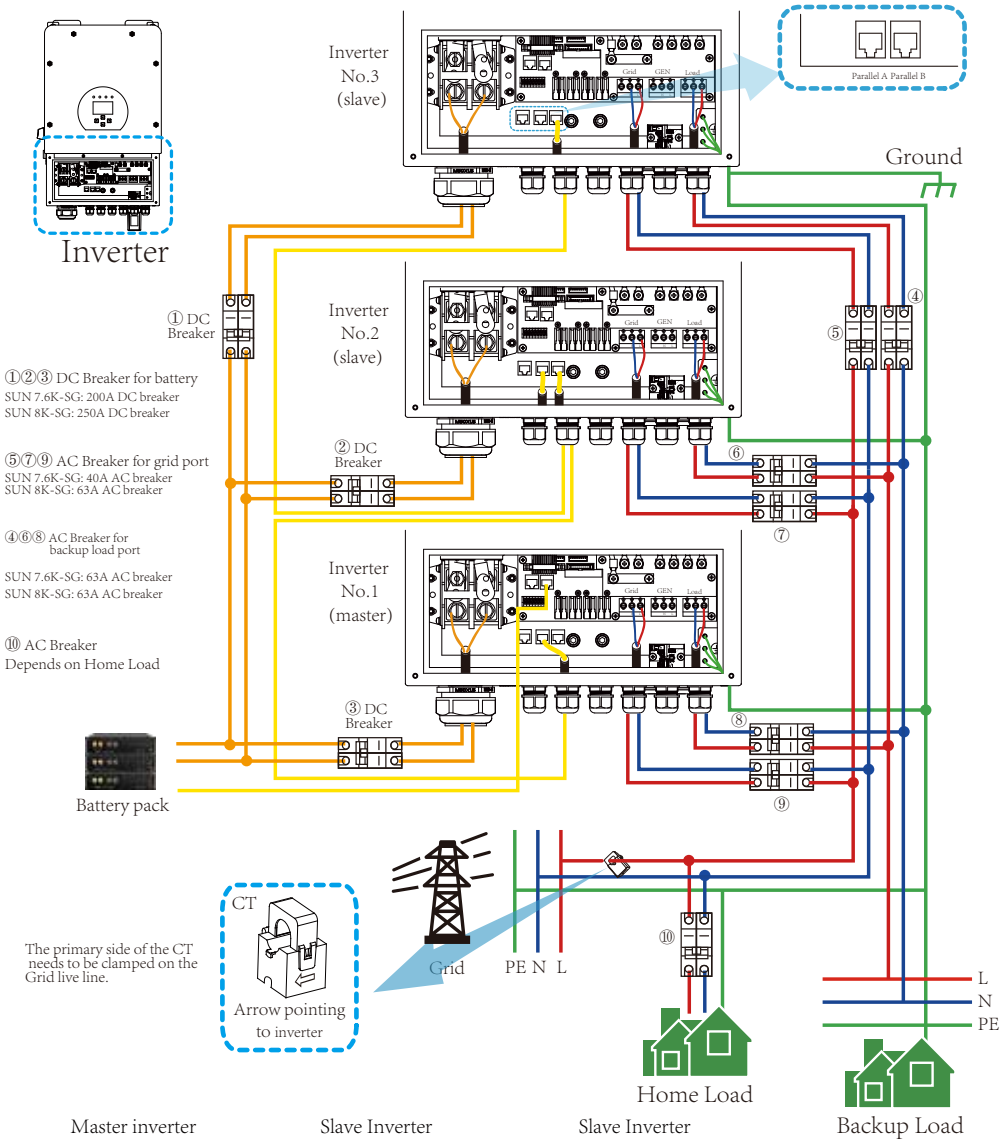 Inverter
No.3
(slave)
Grid
GEN
Load
Parallel A Parallel B
Ground
Inverter
Inverter
No.2
(slave)
Grid
GEN
Load
① DC
Breaker
④
⑤
①②③ DC Breaker for battery
SUN 7.6K-SG: 200A DC breaker
SUN 8K-SG: 250A DC breaker
② DC
Breaker
⑥
⑤⑦⑨ AC Breaker for grid port
SUN 7.6K-SG: 40A AC breaker
SUN 8K-SG: 63A AC breaker
⑦
④⑥⑧ AC Breaker for
backup load port
SUN 7.6K-SG: 63A AC breaker
SUN 8K-SG: 63A AC breaker
Inverter
No.1
(master)
Grid
GEN
Load
⑩ AC Breaker
Depends on Home Load
③ DC
Breaker
⑧
⑨
Battery pack
CT
The primary side of the CT
needs to be clamped on the
Grid live line.
Arrow pointing
to inverter
Grid
PE N L
⑩
L
N
PE
Home Load
Backup Load
Master inverter
Slave Inverter
Slave Inverter